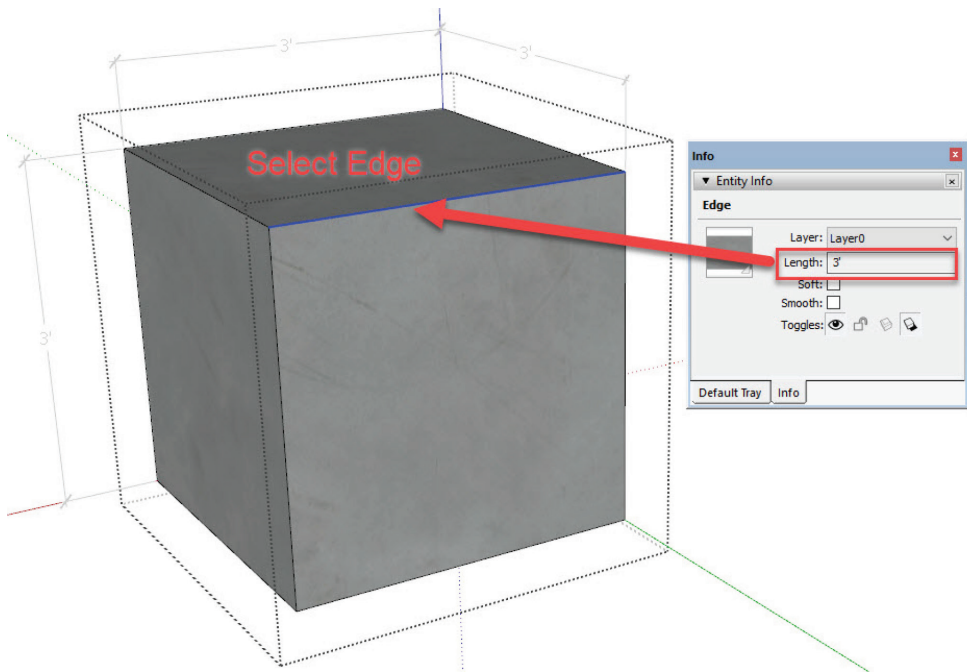 3'
3'
3'
Select Edge
Info
Entity Info
Edge
Layer: Layer0
Length: 3'
Soft:
Smooth:
Toggles:
Default Tray Info